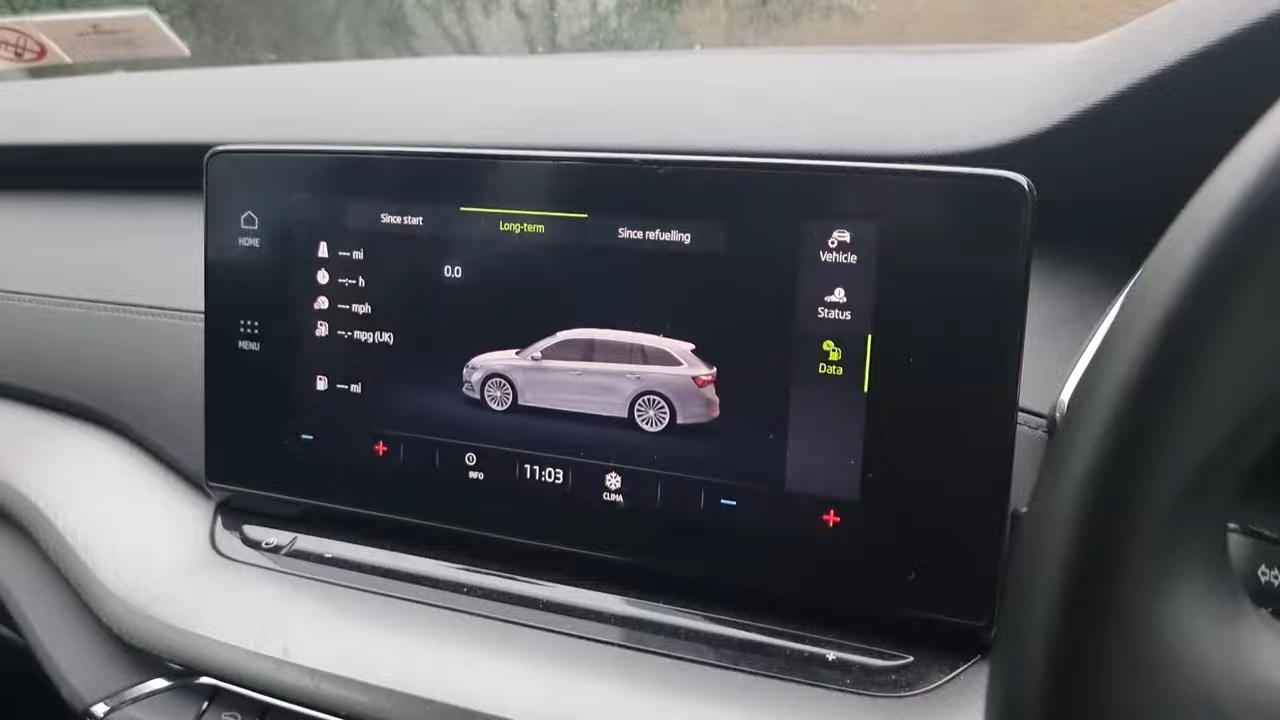 Since start
Long-term
Since refuelling
HOME
--- mi
0.0
--:-- h
--- mph
--.- mpg (UK)
MENU
--- mi
Vehicle
Status
Data
INFO
11:03
CLIMA